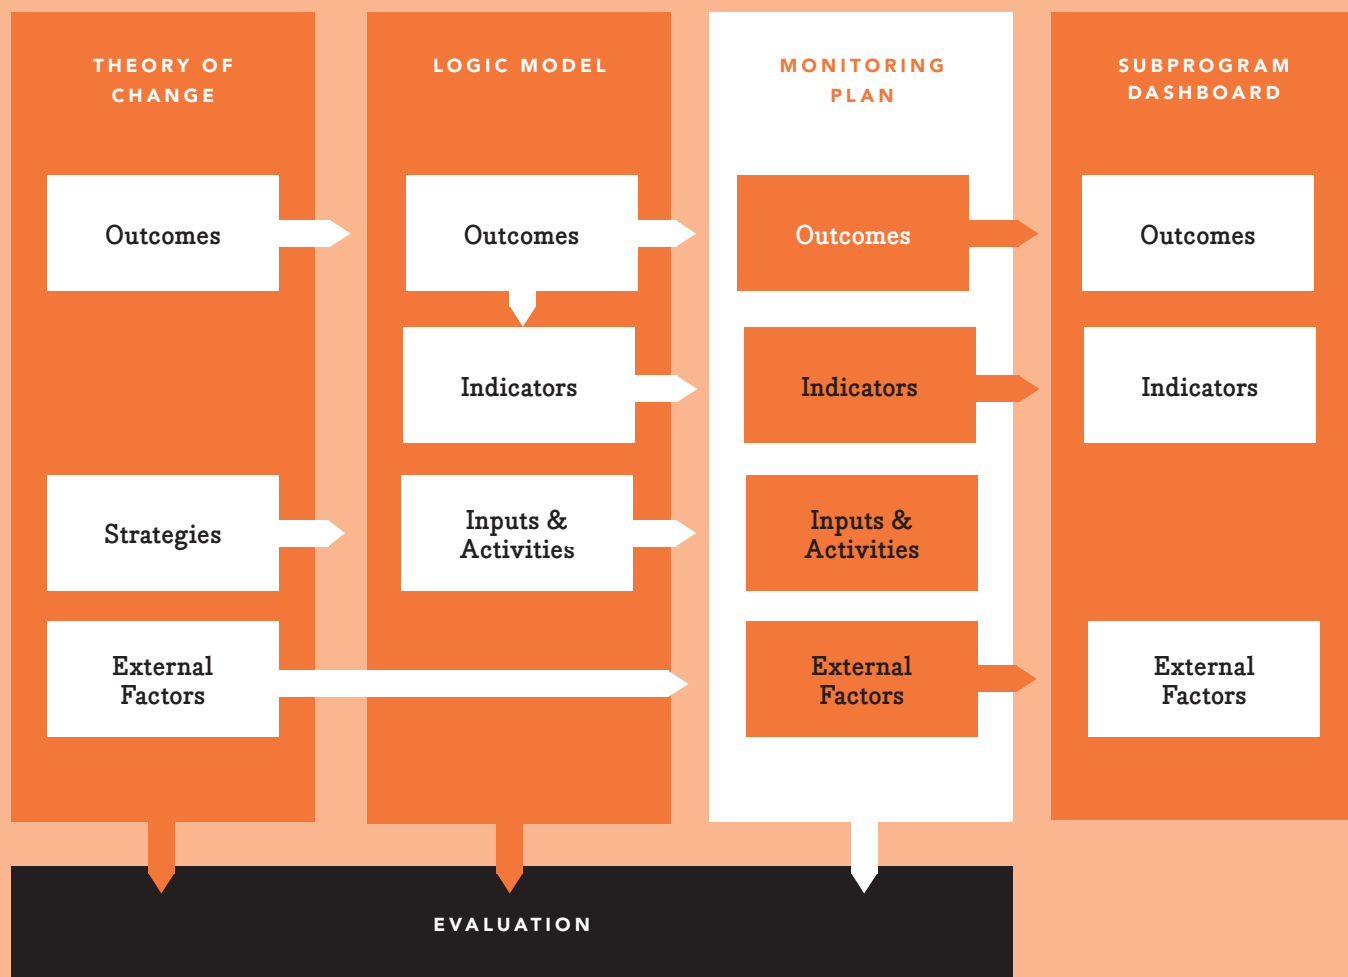 THEORY OF
CHANGE
Outcomes
Strategies
External
Factors
LOGIC MODEL
Outcomes
Indicators
Inputs &
Activities
MONITORING
PLAN
Outcomes
Indicators
Inputs &
Activities
External
Factors
SUBPROGRAM
DASHBOARD
Outcomes
Indicators
External
Factors
EVALUATION